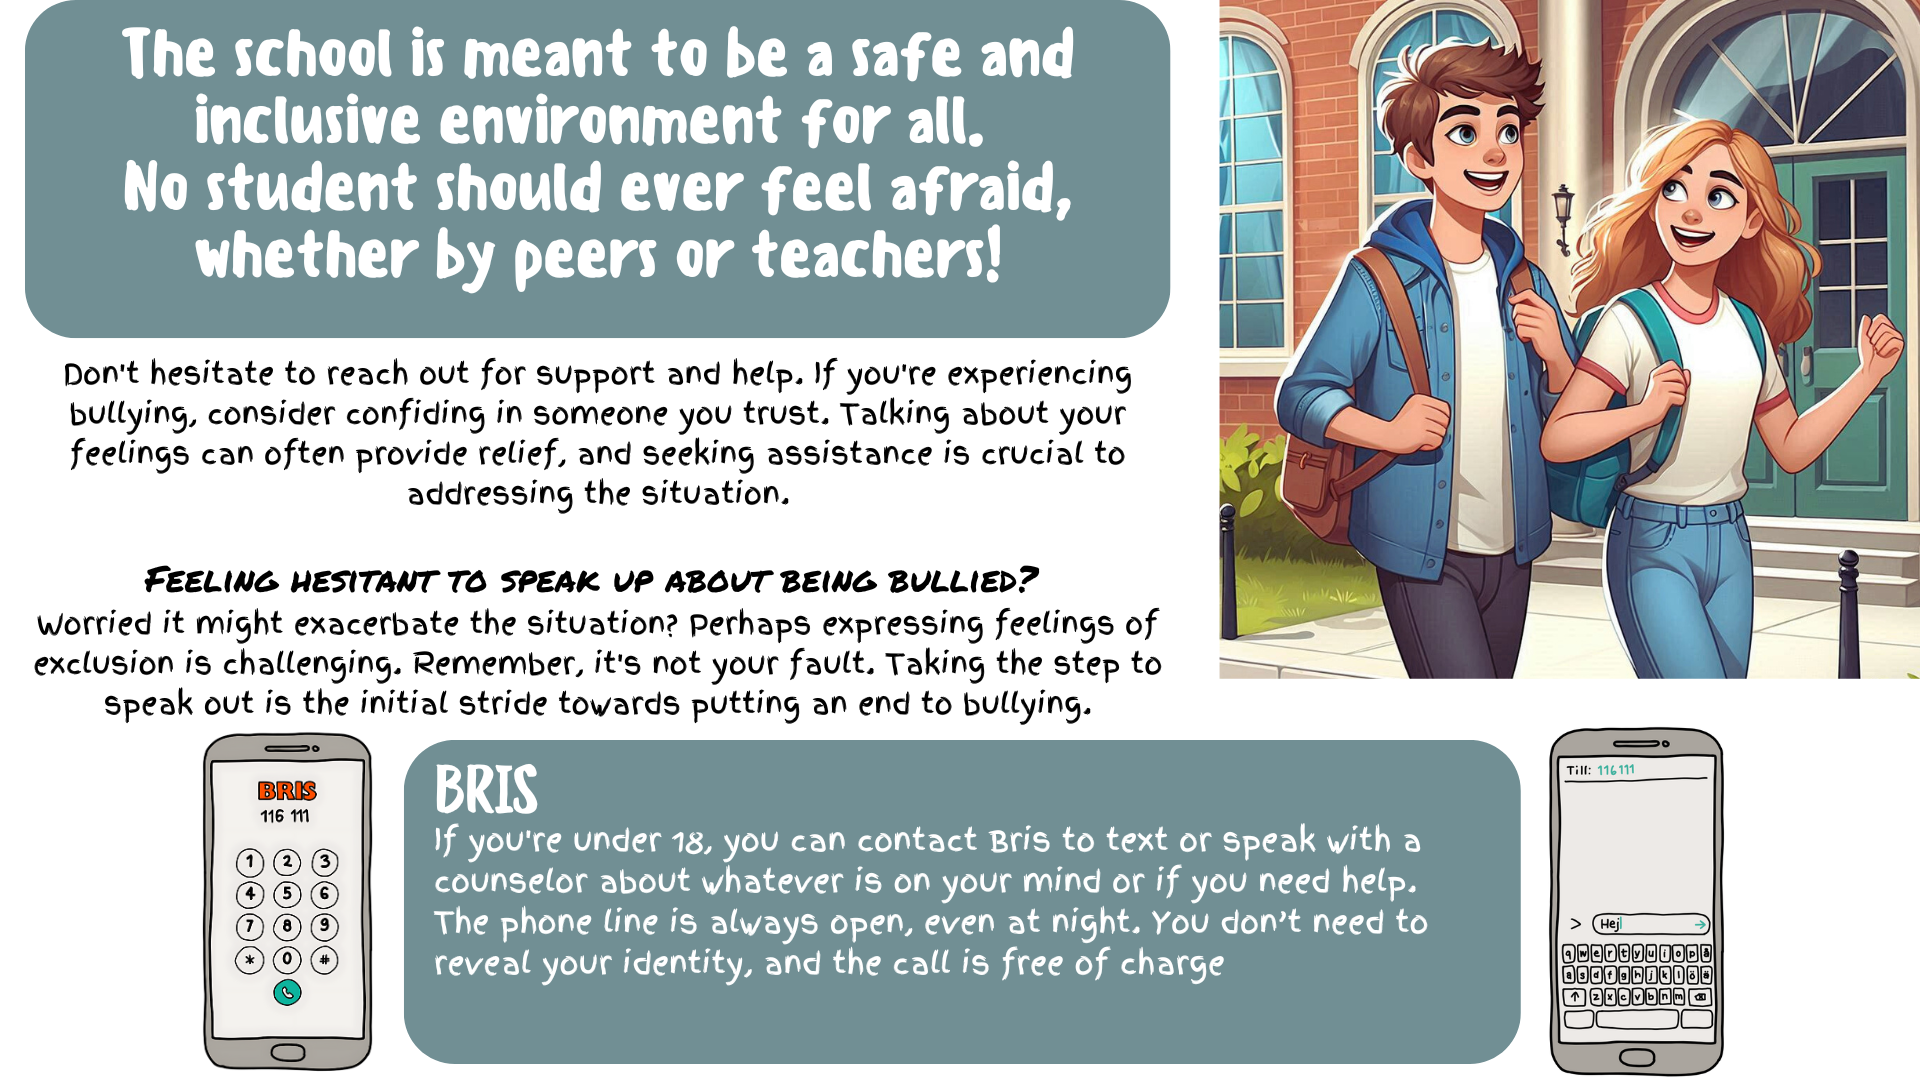 The school is meant to be a safe and
inclusive environment for all.
No student should ever feel afraid,
whether by peers or teachers!
Don't hesitate to reach out for support and help. If you're experiencing
bullying, consider confiding in someone you trust. Talking about your
feelings can often provide relief, and seeking assistance is crucial to
addressing the situation.
FEELING HESITANT TO SPEAK UP ABOUT BEING BULLIED?
Worried it might exacerbate the situation? Perhaps expressing feelings of
exclusion is challenging. Remember, it's not your fault. Taking the step to
speak out is the initial stride towards putting an end to bullying.
BRIS
116 111
1 2 3
4 5 6
7 8 9
* 0 #
BRIS
If you're under 18, you can contact Bris to text or speak with a
counselor about whatever is on your mind or if you need help.
The phone line is always open, even at night. You don’t need to
reveal your identity, and the call is free of charge
Till: 116111
> Hej
q w e r t y u i o p å
a s d f g h j k l ö ä
z x c v b n m